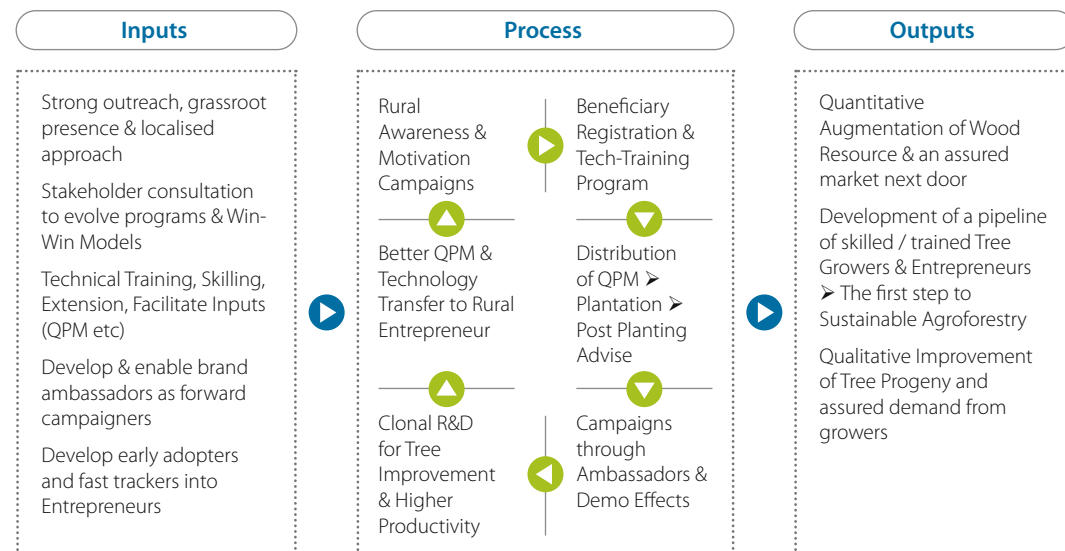 Inputs
Strong outreach, grassroot
presence & localised
approach
Stakeholder consultation
to evolve programs & Win-
Win Models
Technical Training, Skilling,
Extension, Facilitate Inputs
(QPM etc)
Develop & enable brand
ambassadors as forward
campaigners
Develop early adopters
and fast trackers into
Entrepreneurs
Process
Rural
Awareness &
Motivation
Campaigns
Beneficiary
Registration &
Tech-Training
Program
Better QPM &
Technology
Transfer to Rural
Entrepreneur
Distribution
of QPM ➢
Plantation ➢
Post Planting
Advise
Clonal R&D
for Tree
Improvement
& Higher
Productivity
Campaigns
through
Ambassadors &
Demo Effects
Outputs
Quantitative
Augmentation of Wood
Resource & an assured
market next door
Development of a pipeline
of skilled / trained Tree
Growers & Entrepreneurs
➢ The first step to
Sustainable Agroforestry
Qualitative Improvement
of Tree Progeny and
assured demand from
growers